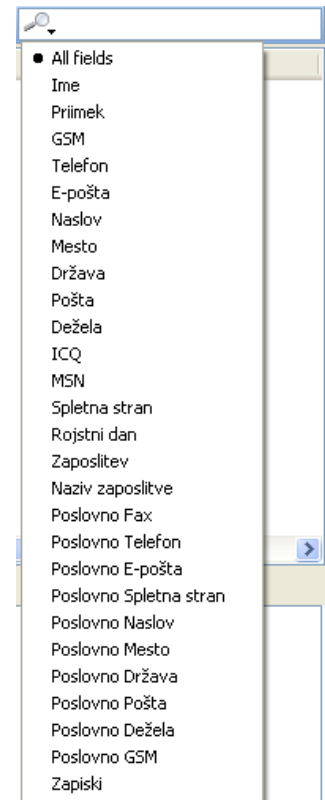 All fields
Ime
Priimek
GSM
Telefon
E-pošta
Naslov
Mesto
Država
Pošta
Dežela
ICQ
MSN
Spletna stran
Rojstni dan
Zaposlitev
Naziv zaposlitve
Poslovno Fax
Poslovno Telefon
Poslovno E-pošta
Poslovno Spletna stran
Poslovno Naslov
Poslovno Mesto
Poslovno Država
Poslovno Pošta
Poslovno Dežela
Poslovno GSM
Zapiski